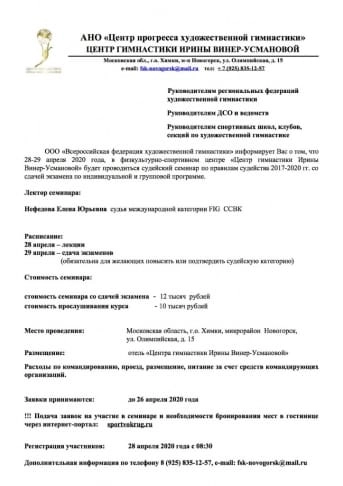 АНО «Центр прогресса художественной гимнастики»
ЦЕНТР ГИМНАСТИКИ ИРИНЫ ВИНЕР-УСМАНОВОЙ
Московская обл., г.о. Химки, м-н Новогорск, ул. Олимпийская, д. 15
e-mail: fsk-novogorsk@mail.ru тел: + 7 (925) 835-12-57
Руководителям региональных федераций
художественной гимнастики
Руководителям ДСО и ведомств
Руководителям спортивных школ, клубов,
секций по художественной гимнастике
ООО «Всероссийская федерация художественной гимнастики» информирует Вас о том, что
28-29 апреля 2020 года, в физкультурно-спортивном центре «Центр гимнастики Ирины
Винер-Усмановой» будет проводиться судейский семинар по правилам судейства 2017-2020 гг. со
сдачей экзамена по индивидуальной и групповой программе.
Лектор семинара:
Нефедова Елена Юрьевна судья международной категории FIG ССВК
Расписание:
28 апреля – лекции
29 апреля – сдача экзаменов
(обязательна для желающих повысить или подтвердить судейскую категорию)
Стоимость семинара:
стоимость семинара со сдачей экзамена - 12 тысяч рублей
стоимость прослушивания курса - 10 тысяч рублей
Место проведения: Московская область, г.о. Химки, микрорайон Новогорск,
ул. Олимпийская, д. 15
Размещение: отель «Центра гимнастики Ирины Винер-Усмановой»
Расходы по командированию, проезд, размещение, питание за счет средств командирующих
организаций.
Заявки принимаются: до 26 апреля 2020 года
!!! Подача заявок на участие в семинаре и необходимости бронирования мест в гостинице
через интернет-портал: sportvokrug.ru
Регистрация участников: 28 апреля 2020 года с 08:30
Дополнительная информация по телефону 8 (925) 835-12-57, e-mail: fsk-novogorsk@mail.ru